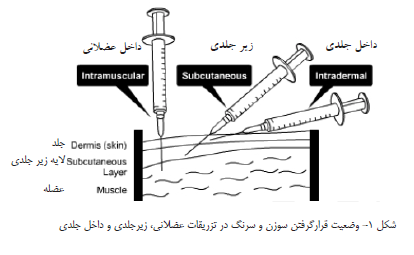 داخل عضلانی
زیر جلدی
داخل جلدی
Intramuscular
Subcutaneous
Intradermal
جلد
Dermis (skin)
لایه زیر جلدی
Subcutaneous
Layer
عضله
Muscle
شکل ۱- وضعیت قرارگرفتن سوزن و سرنگ در تزریقات عضلانی، زیرجلدی و داخل جلدی